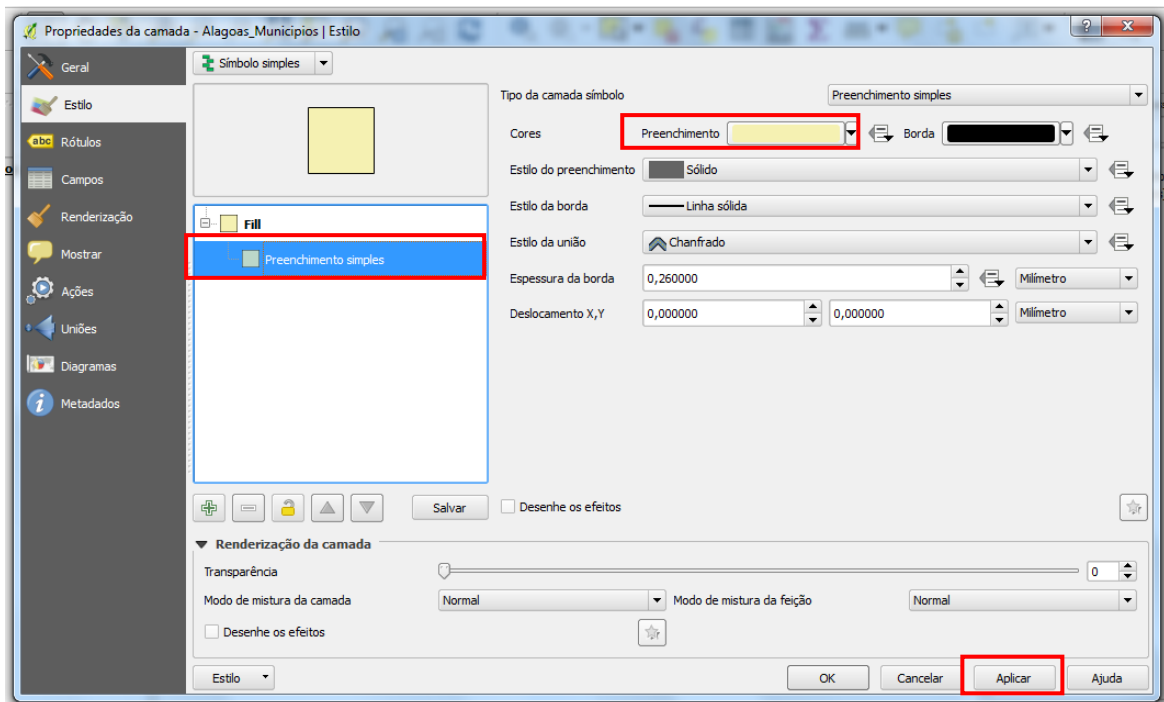 Propriedades da camada - Alagoas_Municipios | Estilo
? x
Geral
Estilo
abc Rótulos
Campos
Renderização
Mostrar
Ações
Uniões
Diagramas
Metadados
Símbolo simples
Tipo da camada símbolo Preenchimento simples
Cores Preenchimento Borda
Estilo do preenchimento Sólido
Estilo da borda Linha sólida
Estilo da união Chanfrado
Espessura da borda 0,260000 Milímetro
Deslocamento X,Y 0,000000 0,000000 Milímetro
Fill
Preenchimento simples
Salvar
Desenhe os efeitos
Renderização da camada
Transparência 0
Modo de mistura da camada Normal Modo de mistura da feição Normal
Desenhe os efeitos
Estilo OK Cancelar Aplicar Ajuda